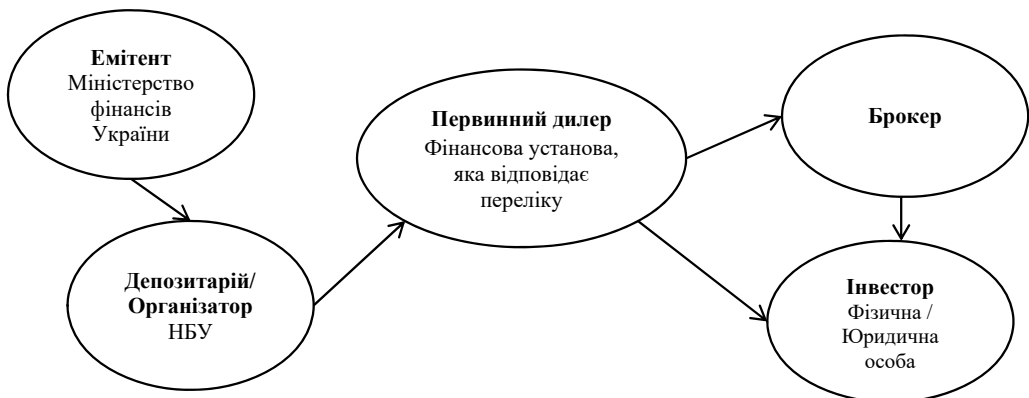 Емітент
Міністерство
фінансів
України
Депозитарій/
Організатор
НБУ
Первинний дилер
Фінансова установа,
яка відповідає
переліку
Брокер
Інвестор
Фізична /
Юридична
особа